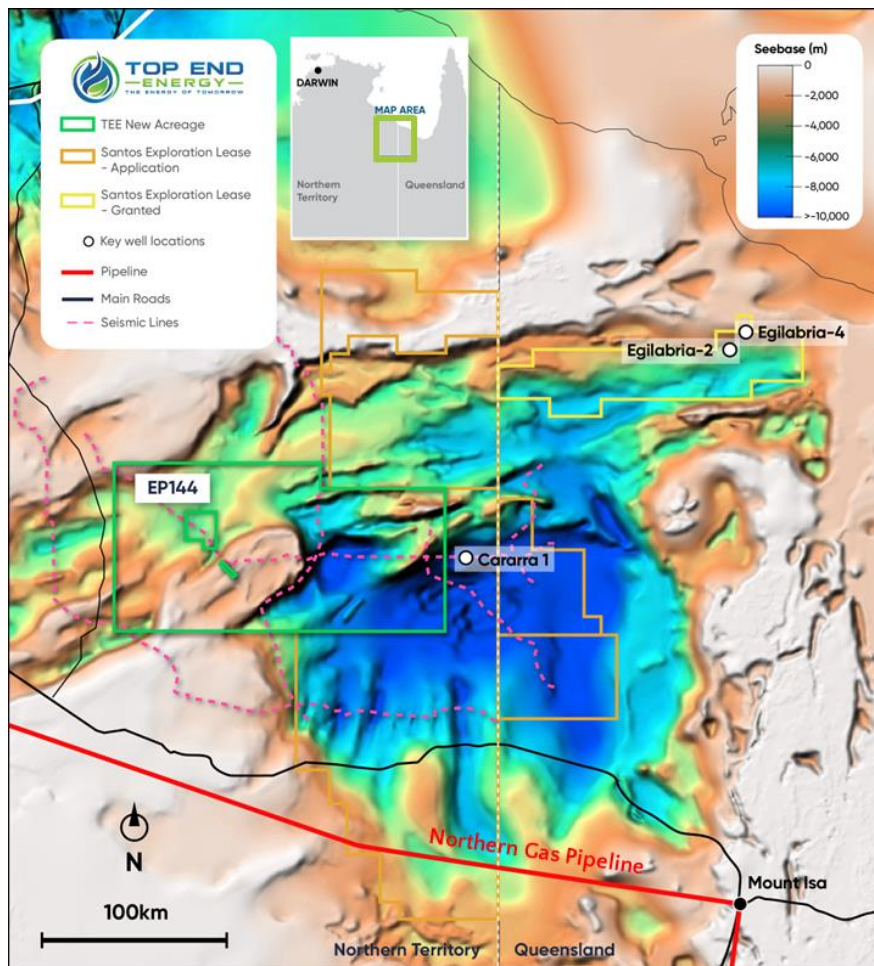 TOP END
ENERGY
THE ENERGY OF TOMORROW
TEE New Acreage
Santos Exploration Lease
- Application
Santos Exploration Lease
- Granted
Key well locations
Pipeline
Main Roads
Seismic Lines
DARWIN
MAP AREA
Northern
Territory
Queensland
Seebase (m)
0
-2,000
-4,000
-6,000
-8,000
>-10,000
Egilabria-4
Egilabria-2
EP144
Cararra 1
Northern Gas Pipeline
N
Mount Isa
100km
Northern Territory
Queensland